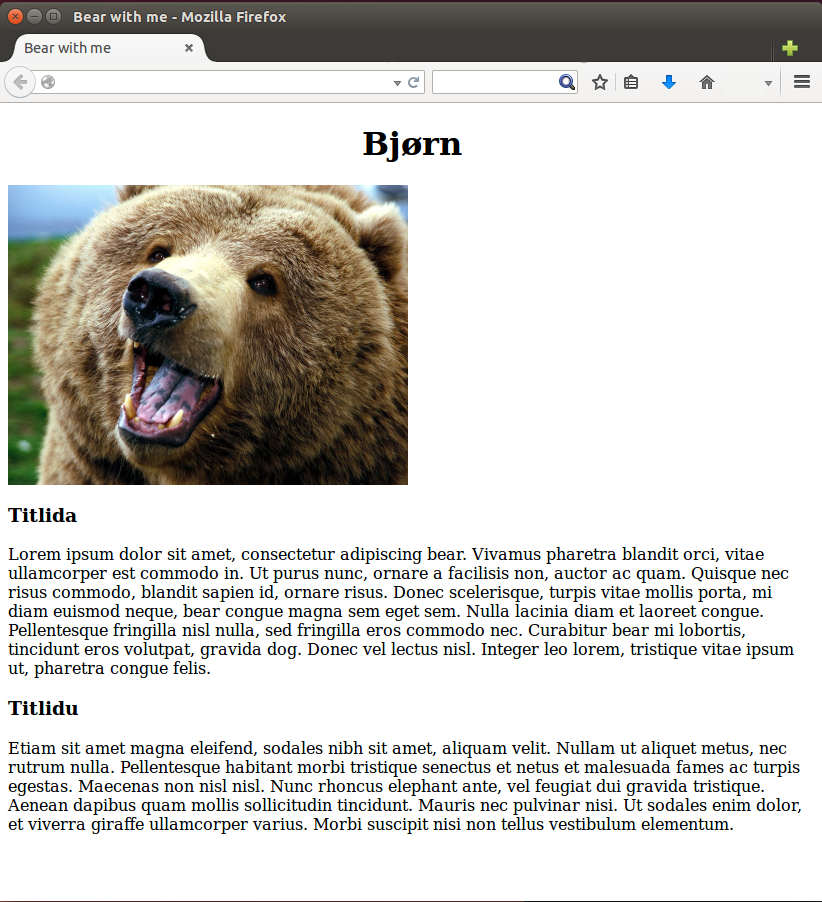 Bear with me - Mozilla Firefox
Bear with me
Bjørn
Titlida
Lorem ipsum dolor sit amet, consectetur adipiscing bear. Vivamus pharetra blandit orci, vitae
ullamcorper est commodo in. Ut purus nunc, ornare a facilisis non, auctor ac quam. Quisque nec
risus commodo, blandit sapien id, ornare risus. Donec scelerisque, turpis vitae mollis porta, mi
diam euismod neque, bear congue magna sem eget sem. Nulla lacinia diam et laoreet congue.
Pellentesque fringilla nisl nulla, sed fringilla eros commodo nec. Curabitur bear mi lobortis,
tincidunt eros volutpat, gravida dog. Donec vel lectus nisl. Integer leo lorem, tristique vitae ipsum
ut, pharetra congue felis.
Titlidu
Etiam sit amet magna eleifend, sodales nibh sit amet, aliquam velit. Nullam ut aliquet metus, nec
rutrum nulla. Pellentesque habitant morbi tristique senectus et netus et malesuada fames ac turpis
egestas. Maecenas non nisl nisl. Nunc rhoncus elephant ante, vel feugiat dui gravida tristique.
Aenean dapibus quam mollis sollicitudin tincidunt. Mauris nec pulvinar nisi. Ut sodales enim dolor,
et viverra giraffe ullamcorper varius. Morbi suscipit nisi non tellus vestibulum elementum.